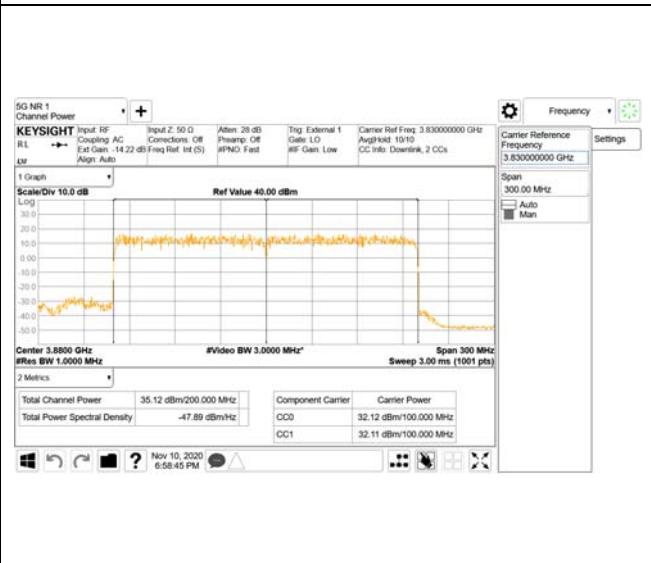 5G NR 1
Channel Power
Frequency
KEYSIGHT
Input: RF
Input Z: 50 Ω
Atten: 28 dB
Trig: External 1
Carrier Ref Freq: 3.830000000 GHz
RL
Coupling: AC
Corrections: Off
Preamp: Off
Gate: LO
Avg|Hold: 10/10
Ext Gain: -14.22 dB
Freq Ref: Int (S)
#PNO: Fast
#IF Gain: Low
CC Info: Downlink, 2 CCs
Align: Auto
Carrier Reference
Frequency
3.830000000 GHz
Settings
Span
300.00 MHz
Auto
Man
1 Graph
Scale/Div 10.0 dB
Ref Value 40.00 dBm
Log
30.0
20.0
10.0
0.00
-10.0
-20.0
-30.0
-40.0
-50.0
Center 3.8800 GHz
#Video BW 3.0000 MHz*
Span 300 MHz
#Res BW 1.0000 MHz
Sweep 3.00 ms (1001 pts)
2 Metrics
Total Channel Power
35.12 dBm/200.000 MHz
Total Power Spectral Density
-47.89 dBm/Hz
Component Carrier
Carrier Power
CC0
32.12 dBm/100.000 MHz
CC1
32.11 dBm/100.000 MHz
Nov 10, 2020
6:58:45 PM